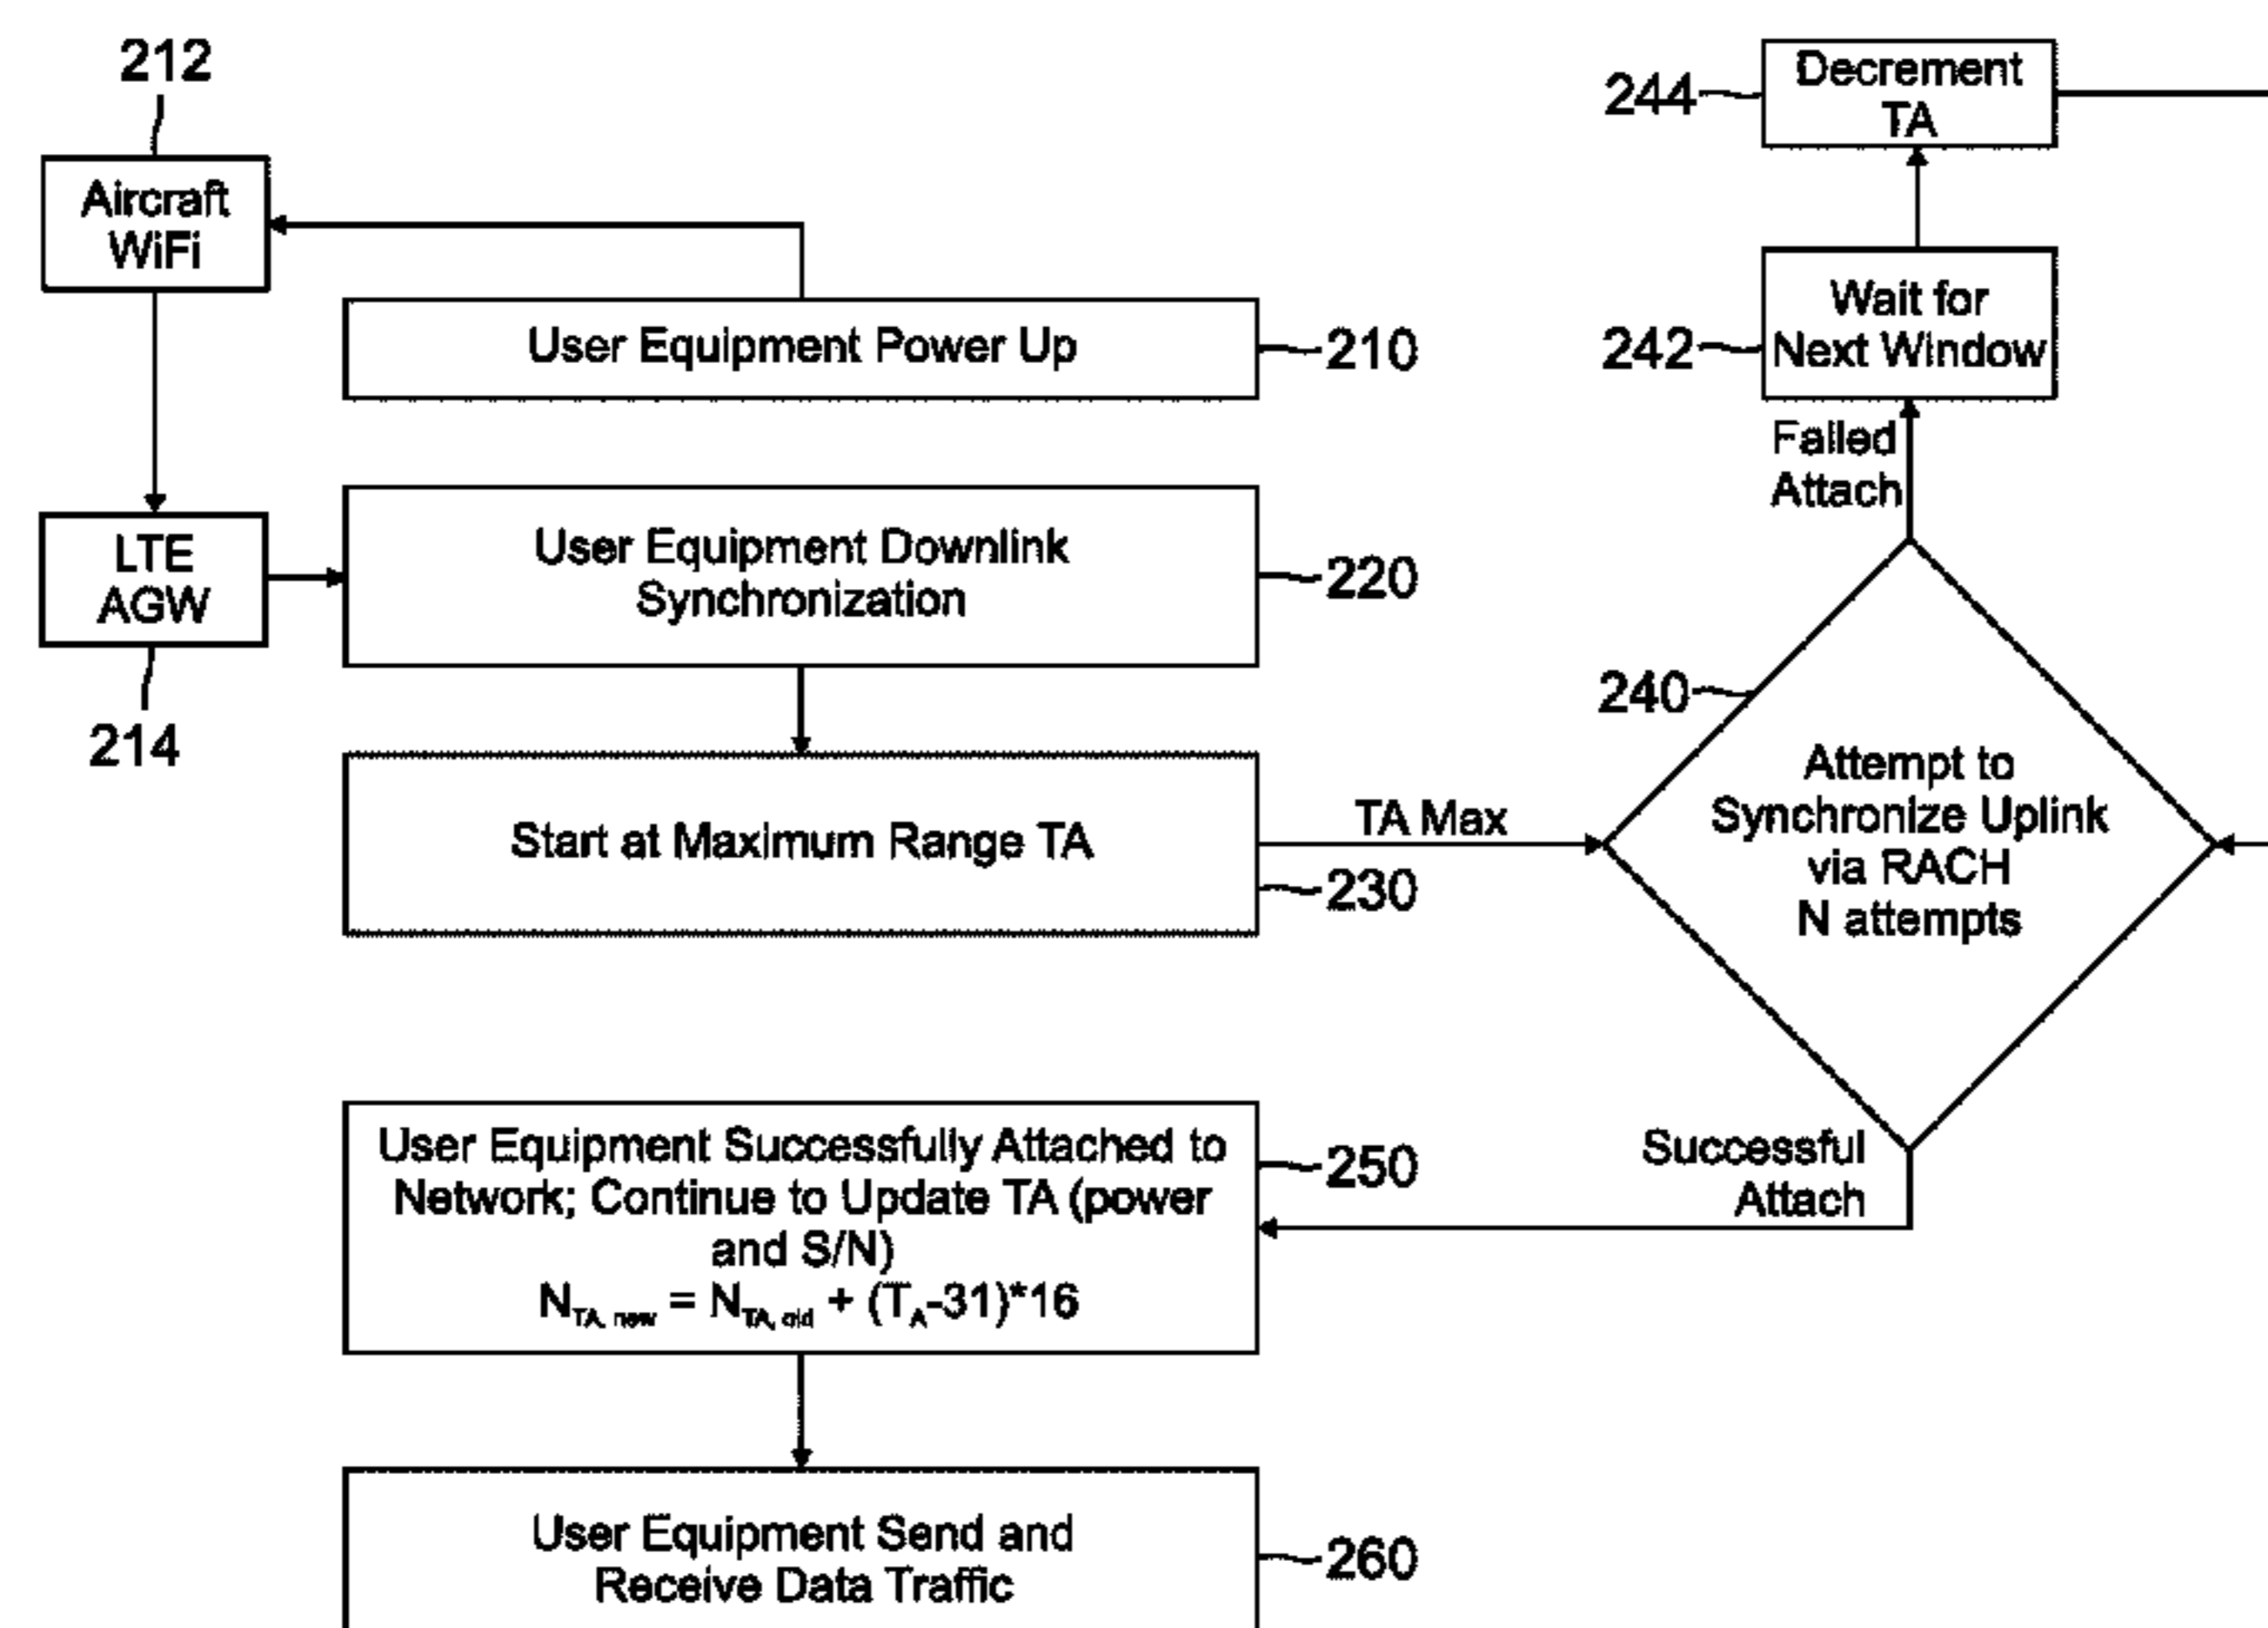 212
Aircraft
WiFi
User Equipment Power Up
210
LTE
AGW
214
User Equipment Downlink
Synchronization
220
Start at Maximum Range TA
230
TA Max
244
Decrement
TA
242
Wait for
Next Window
Failed
Attach
240
Attempt to
Synchronize Uplink
via RACH
N attempts
Successful
Attach
User Equipment Successfully Attached to
Network; Continue to Update TA (power
and S/N)
N_TA, new = N_TA, old + (T_A-31)*16
250
User Equipment Send and
Receive Data Traffic
260